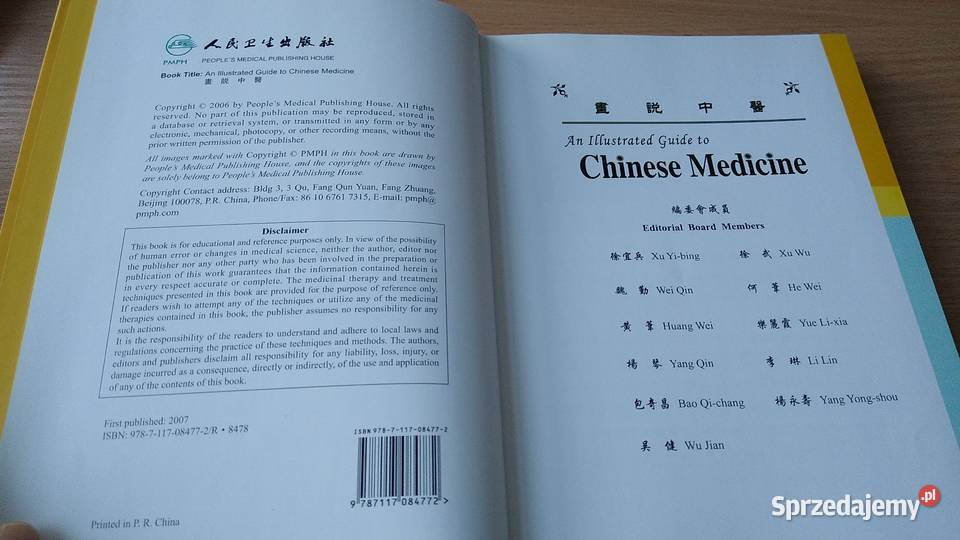 人民卫生出版社
PMPH
PEOPLE'S MEDICAL PUBLISHING HOUSE
Book Title: An Illustrated Guide to Chinese Medicine
畫 説 中 醫
Copyright © 2006 by People's Medical Publishing House. All rights
reserved. No part of this publication may be reproduced, stored in
a database or retrieval system, or transmitted in any form or by any
electronic, mechanical, photocopy, or other recording means, without the
prior written permission of the publisher.
All images marked with Copyright © PMPH in this book are drawn by
People's Medical Publishing House, and the copyrights of these images
are solely belong to People's Medical Publishing House.
Copyright Contact address: Bldg 3, 3 Qu, Fang Qun Yuan, Fang Zhuang,
Beijing 100078, P.R. China, Phone/Fax: 86 10 6761 7315, E-mail: pmph@
pmph.com
Disclaimer
This book is for educational and reference purposes only. In view of the possibility
of human error or changes in medical science, neither the author, editor nor
the publisher nor any other party who has been involved in the preparation or
publication of this work guarantees that the information contained herein is
in every respect accurate or complete. The medicinal therapy and treatment
techniques presented in this book are provided for the purpose of reference only.
If readers wish to attempt any of the techniques or utilize any of the medicinal
therapies contained in this book, the publisher assumes no responsibility for any
such actions.
It is the responsibility of the readers to understand and adhere to local laws and
regulations concerning the practice of these techniques and methods. The authors,
editors and publishers disclaim all responsibility for any liability, loss, injury, or
damage incurred as a consequence, directly or indirectly, of the use and application
of any of the contents of this book.
First published: 2007
ISBN: 978-7-117-08477-2/R • 8478
ISBN 978-7-117-08477-2
9 787117 084772 >
Printed in P. R. China
畫 説 中 醫
An Illustrated Guide to
Chinese Medicine
編委會成員
Editorial Board Members
徐宜兵 Xu Yi-bing 徐 武 Xu Wu
魏 勤 Wei Qin 何 葦 He Wei
黄 葦 Huang Wei 樂麗霞 Yue Li-xia
楊 琴 Yang Qin 李 琳 Li Lin
包奇昌 Bao Qi-chang 楊永壽 Yang Yong-shou
吴 健 Wu Jian
Sprzedajemy.pl